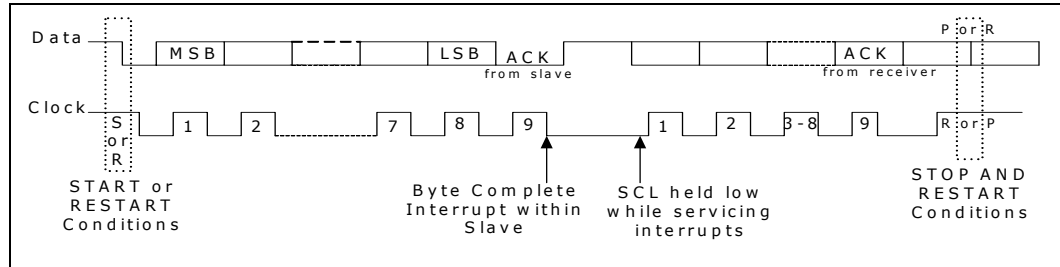 P or R
Data
MSB
LSB
ACK
from slave
ACK
from receiver
Clock
S
or
R
1
2
7
8
9
1
2
3-8
9
R or P
START or
RESTART
Conditions
Byte Complete
Interrupt within
Slave
SCL held low
while servicing
interrupts
STOP AND
RESTART
Conditions